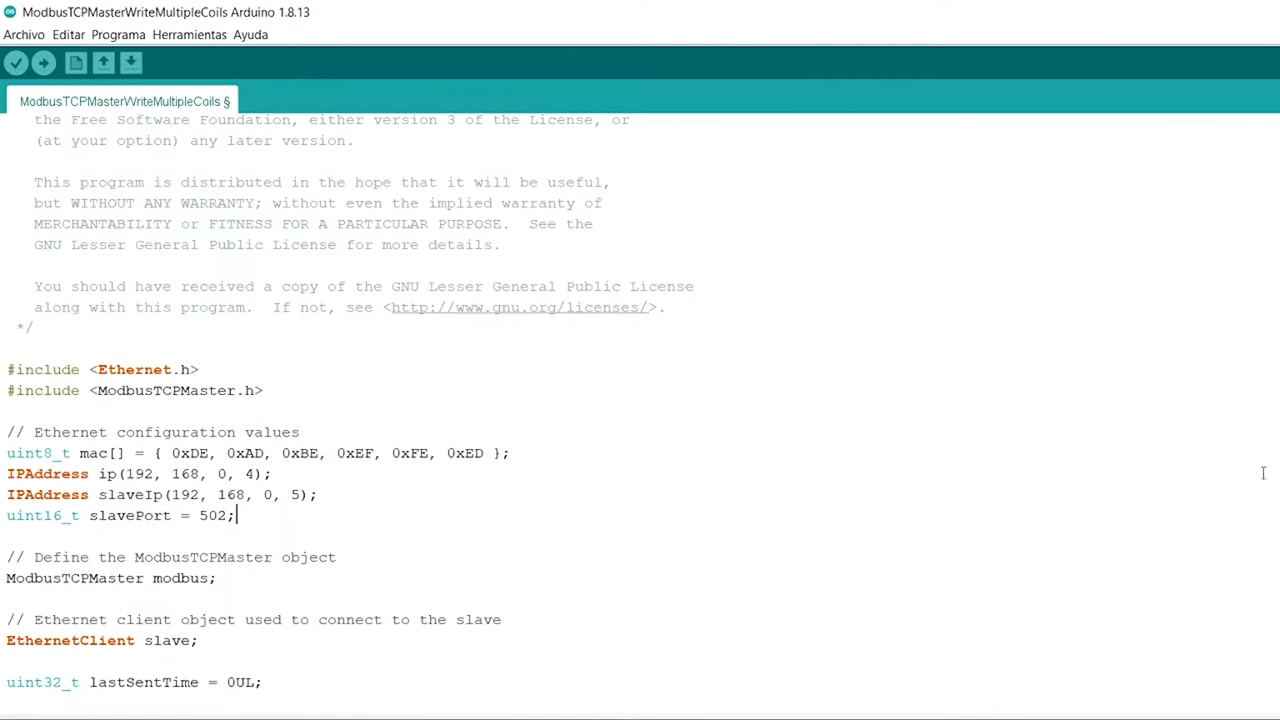 ModbusTCPMasterWriteMultipleCoils Arduino 1.8.13
Archivo Editar Programa Herramientas Ayuda
ModbusTCPMasterWriteMultipleCoils §
the Free Software Foundation, either version 3 of the License, or
(at your option) any later version.
This program is distributed in the hope that it will be useful,
but WITHOUT ANY WARRANTY; without even the implied warranty of
MERCHANTABILITY or FITNESS FOR A PARTICULAR PURPOSE.  See the
GNU Lesser General Public License for more details.
You should have received a copy of the GNU Lesser General Public License
along with this program.  If not, see <http://www.gnu.org/licenses/>.
*/
#include <Ethernet.h>
#include <ModbusTCPMaster.h>
// Ethernet configuration values
uint8_t mac[] = { 0xDE, 0xAD, 0xBE, 0xEF, 0xFE, 0xED };
IPAddress ip(192, 168, 0, 4);
IPAddress slaveIp(192, 168, 0, 5);
uint16_t slavePort = 502;
// Define the ModbusTCPMaster object
ModbusTCPMaster modbus;
// Ethernet client object used to connect to the slave
EthernetClient slave;
uint32_t lastSentTime = 0UL;